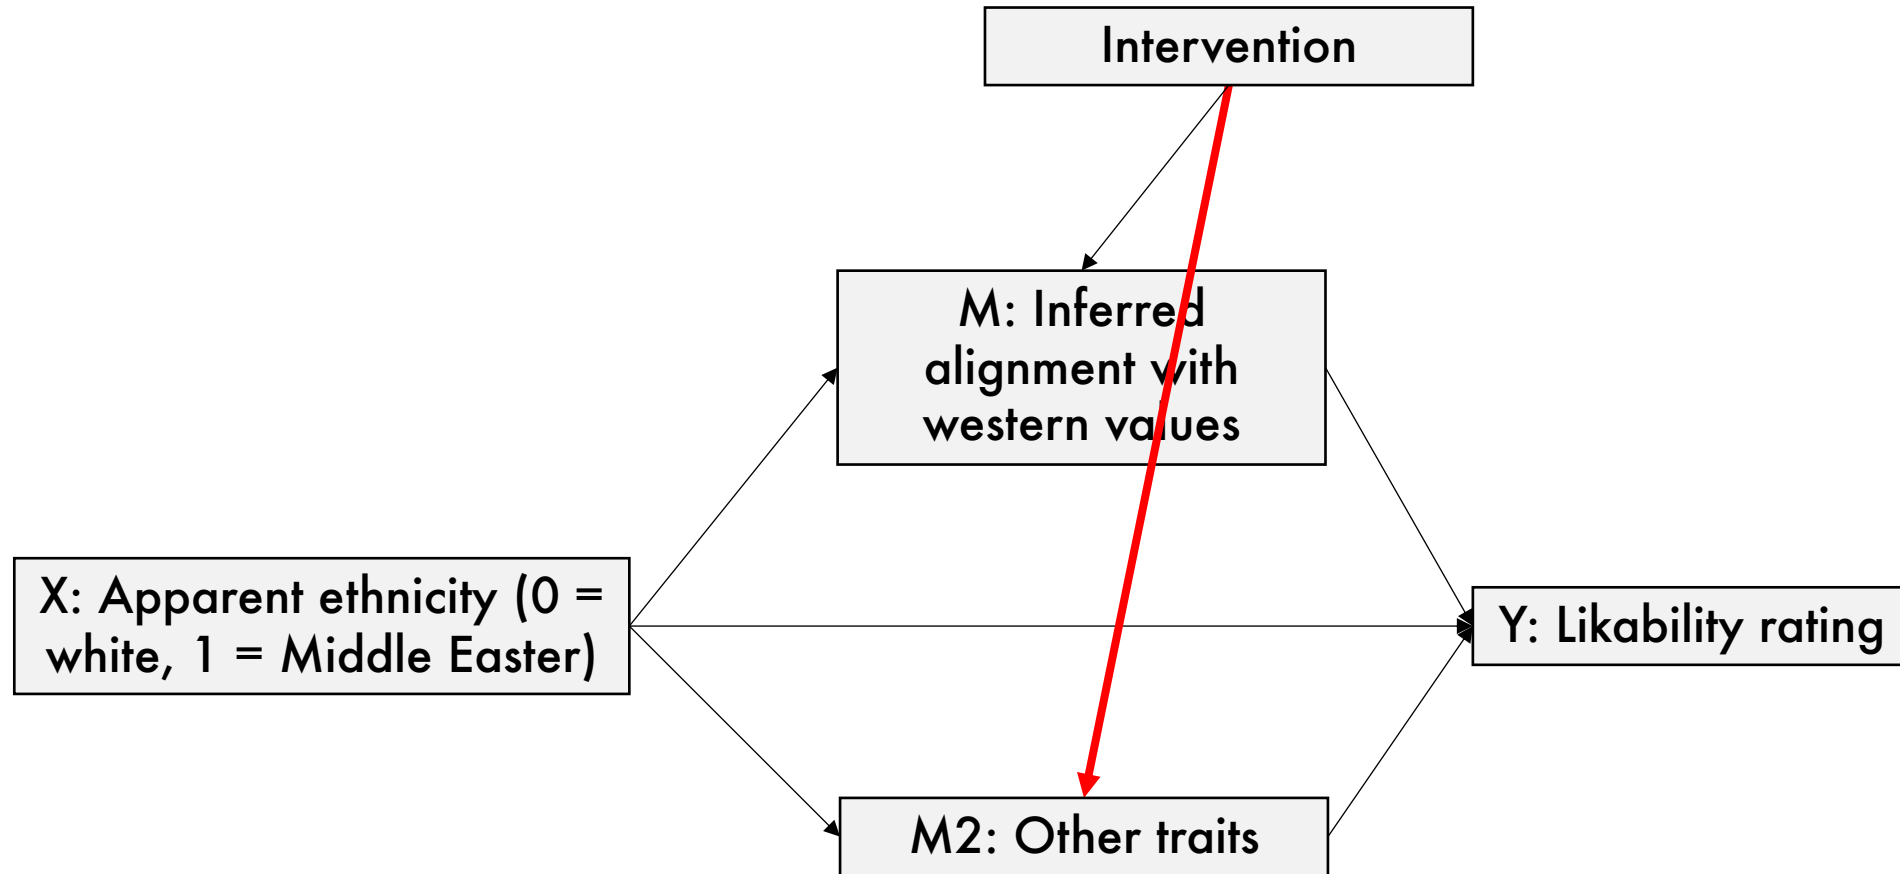 Intervention
M: Inferred
alignment with
western values
X: Apparent ethnicity (0 =
white, 1 = Middle Easter)
Y: Likability rating
M2: Other traits